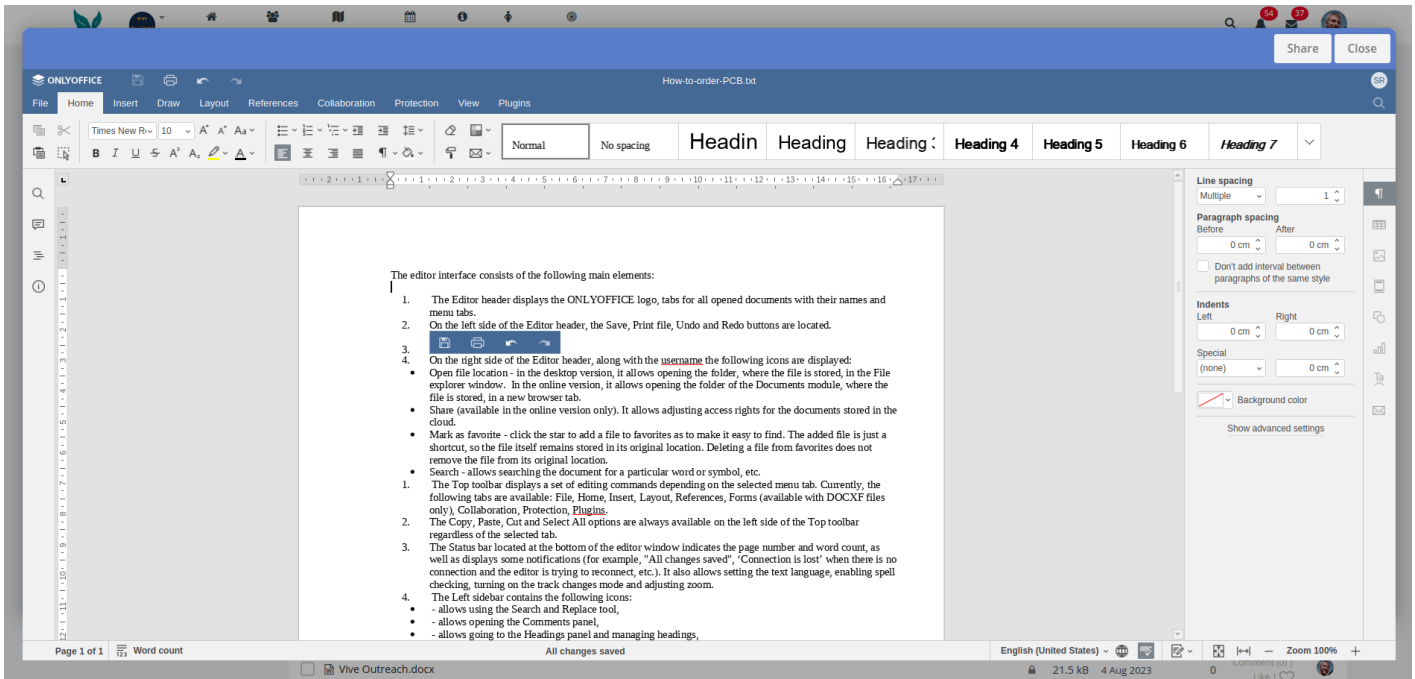 54
37
Share
Close
ONLYOFFICE
How-to-order-PCB.txt
SR
File Home Insert Draw Layout References Collaboration Protection View Plugins
Times New R 10 Aa
Normal No spacing Headin Heading Heading Heading 4 Heading 5 Heading 6 Heading 7
B I U S A² A₂ A
Line spacing
Multiple 1
Paragraph spacing
Before After
0 cm 0 cm
Don't add interval between
paragraphs of the same style
Indents
Left Right
0 cm 0 cm
Special
(none) 0 cm
Background color
Show advanced settings
The editor interface consists of the following main elements:
1. The Editor header displays the ONLYOFFICE logo, tabs for all opened documents with their names and
menu tabs.
2. On the left side of the Editor header, the Save, Print file, Undo and Redo buttons are located.
3.
4. On the right side of the Editor header, along with the username the following icons are displayed:
• Open file location - in the desktop version, it allows opening the folder, where the file is stored, in the File
explorer window. In the online version, it allows opening the folder of the Documents module, where the
file is stored, in a new browser tab.
• Share (available in the online version only). It allows adjusting access rights for the documents stored in the
cloud.
• Mark as favorite - click the star to add a file to favorites as to make it easy to find. The added file is just a
shortcut, so the file itself remains stored in its original location. Deleting a file from favorites does not
remove the file from its original location.
• Search - allows searching the document for a particular word or symbol, etc.
1. The Top toolbar displays a set of editing commands depending on the selected menu tab. Currently, the
following tabs are available: File, Home, Insert, Layout, References, Forms (available with DOCXF files
only), Collaboration, Protection, Plugins.
2. The Copy, Paste, Cut and Select All options are always available on the left side of the Top toolbar
regardless of the selected tab.
3. The Status bar located at the bottom of the editor window indicates the page number and word count, as
well as displays some notifications (for example, "All changes saved", ‘Connection is lost’ when there is no
connection and the editor is trying to reconnect, etc.). It also allows setting the text language, enabling spell
checking, turning on the track changes mode and adjusting zoom.
4. The Left sidebar contains the following icons:
• - allows using the Search and Replace tool,
• - allows opening the Comments panel,
• - allows going to the Headings panel and managing headings,
Page 1 of 1 Word count All changes saved English (United States) Zoom 100%
Vive Outreach.docx 21.5 kB 4 Aug 2023 0 Comment (0) |
Like |